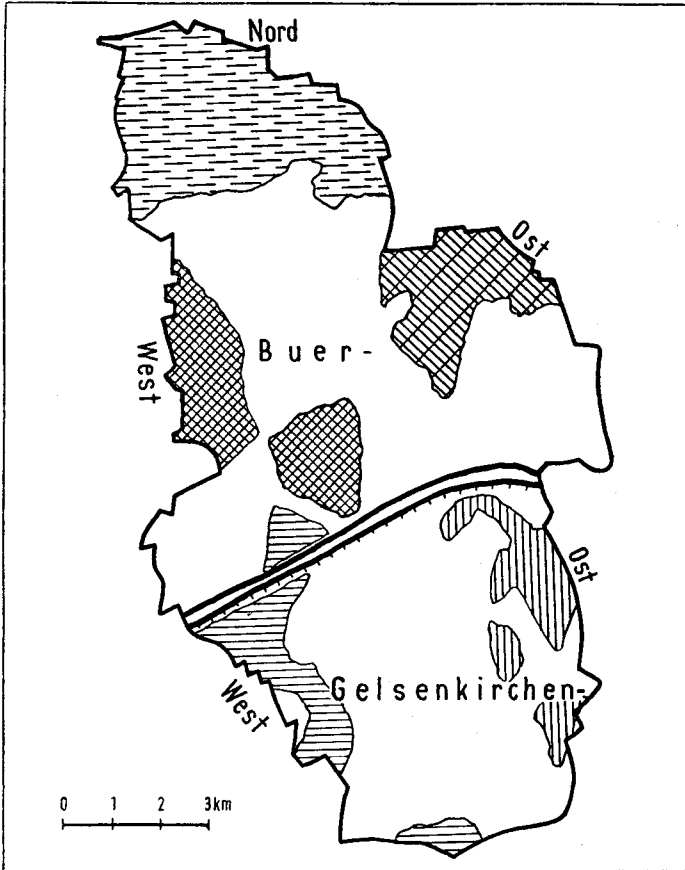 Nord
Ost
West
Buer-
Ost
Gelsenkirchen-
West
0 1 2 3km